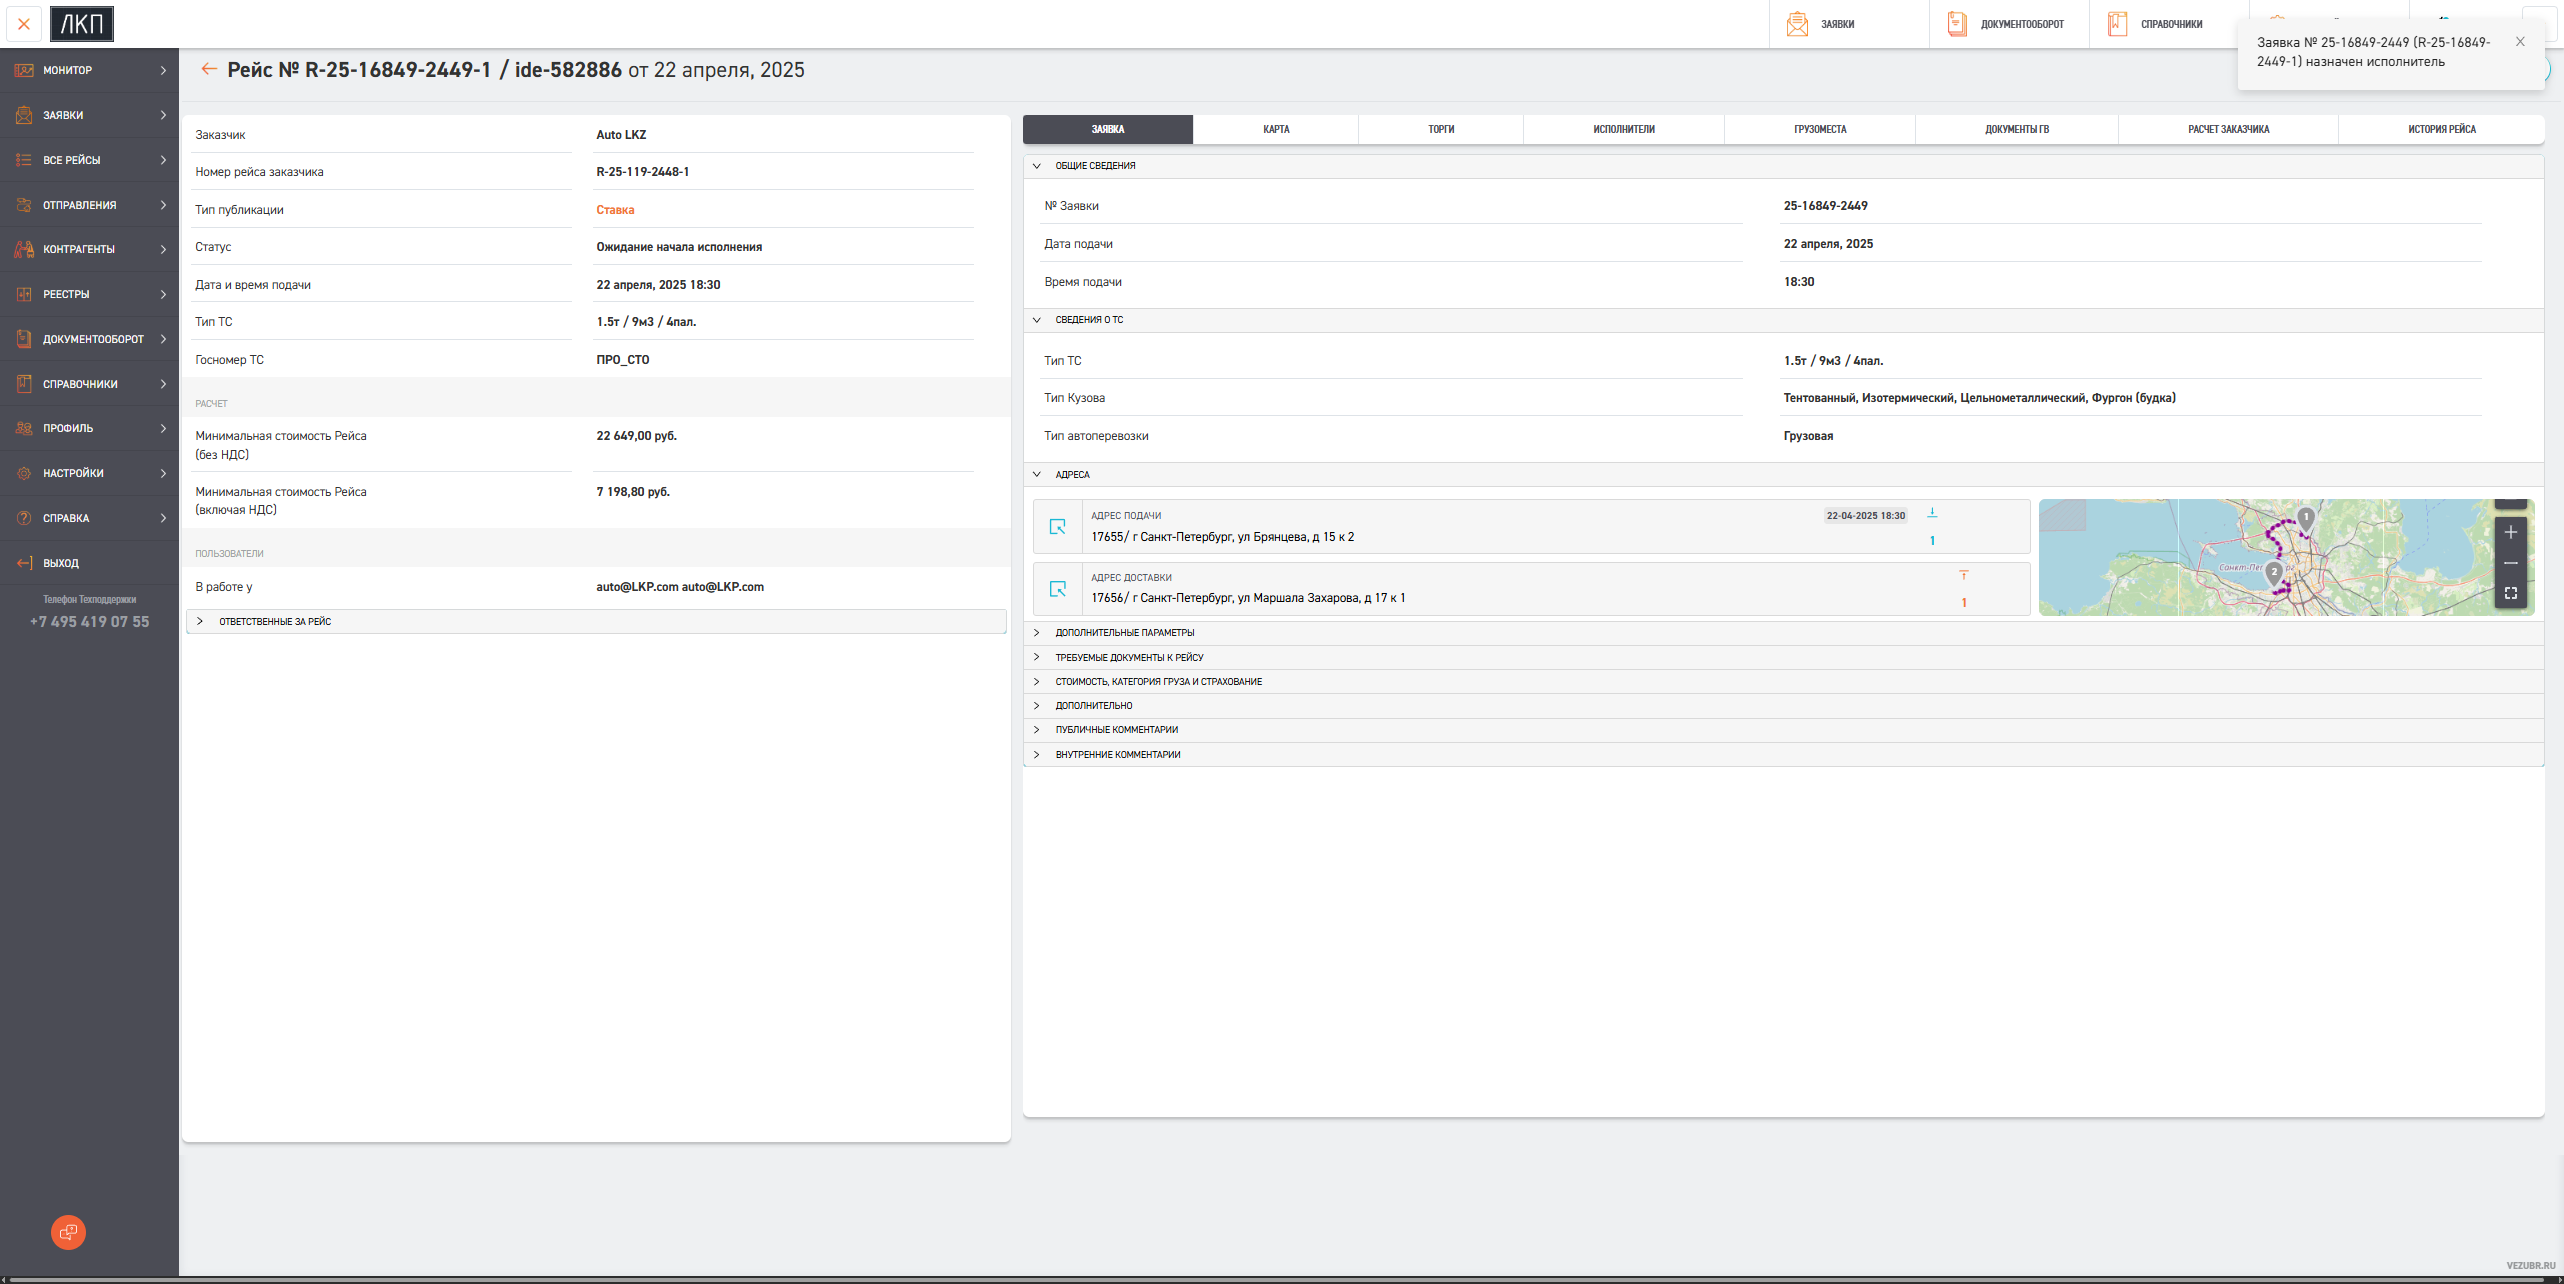 ЛКП
ЗАЯВКИ
ДОКУМЕНТООБОРОТ
СПРАВОЧНИКИ
Заявка № 25-16849-2449 (R-25-16849-
2449-1) назначен исполнитель
МОНИТОР
ЗАЯВКИ
ВСЕ РЕЙСЫ
ОТПРАВЛЕНИЯ
КОНТРАГЕНТЫ
РЕЕСТРЫ
ДОКУМЕНТООБОРОТ
СПРАВОЧНИКИ
ПРОФИЛЬ
НАСТРОЙКИ
СПРАВКА
ВЫХОД
Телефон Техподдержки
+7 495 419 07 55
Рейс № R-25-16849-2449-1 / ide-582886 от 22 апреля, 2025
Заказчик Auto LKZ
Номер рейса заказчика R-25-119-2448-1
Тип публикации Ставка
Статус Ожидание начала исполнения
Дата и время подачи 22 апреля, 2025 18:30
Тип ТС 1.5т / 9м3 / 4пал.
Госномер ТС ПРО_СТО
РАСЧЕТ
Минимальная стоимость Рейса 22 649,00 руб.
(без НДС)
Минимальная стоимость Рейса 7 198,80 руб.
(включая НДС)
ПОЛЬЗОВАТЕЛИ
В работе у auto@LKP.com auto@LKP.com
ОТВЕТСТВЕННЫЕ ЗА РЕЙС
ЗАЯВКА КАРТА ТОРГИ ИСПОЛНИТЕЛИ ГРУЗОМЕСТА ДОКУМЕНТЫ ГВ РАСЧЕТ ЗАКАЗЧИКА ИСТОРИЯ РЕЙСА
ОБЩИЕ СВЕДЕНИЯ
№ Заявки 25-16849-2449
Дата подачи 22 апреля, 2025
Время подачи 18:30
СВЕДЕНИЯ О ТС
Тип ТС 1.5т / 9м3 / 4пал.
Тип Кузова Тентованный, Изотермический, Цельнометаллический, Фургон (будка)
Тип автоперевозки Грузовая
АДРЕСА
АДРЕС ПОДАЧИ 22-04-2025 18:30
17655/ г Санкт-Петербург, ул Брянцева, д 15 к 2 1
АДРЕС ДОСТАВКИ
17656/ г Санкт-Петербург, ул Маршала Захарова, д 17 к 1 1
1
2
ДОПОЛНИТЕЛЬНЫЕ ПАРАМЕТРЫ
ТРЕБУЕМЫЕ ДОКУМЕНТЫ К РЕЙСУ
СТОИМОСТЬ, КАТЕГОРИЯ ГРУЗА И СТРАХОВАНИЕ
ДОПОЛНИТЕЛЬНО
ПУБЛИЧНЫЕ КОММЕНТАРИИ
ВНУТРЕННИЕ КОММЕНТАРИИ
VEZUBR.RU